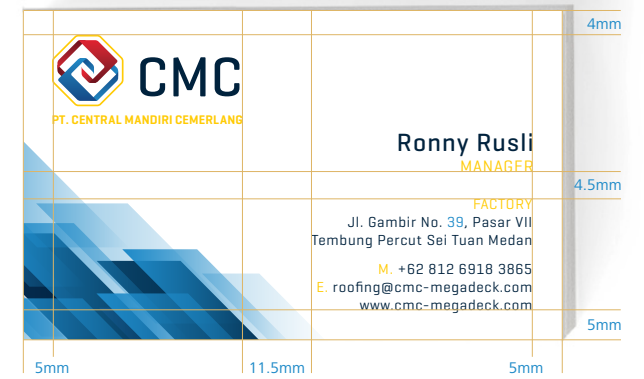 4mm
CMC
PT. CENTRAL MANDIRI CEMERLANG
Ronny Rusli
MANAGER
4.5mm
FACTORY
Jl. Gambir No. 39, Pasar VII
Tembung Percut Sei Tuan Medan
M. +62 812 6918 3865
E. roofing@cmc-megadeck.com
www.cmc-megadeck.com
5mm
5mm
11.5mm
5mm